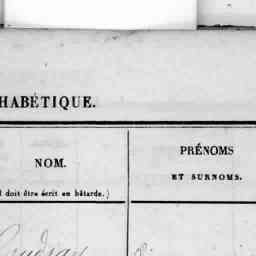 HABÉTIQUE.
NOM.
l doit être écrit en bâtarde.)
PRÉNOMS
ET SURNOMS.